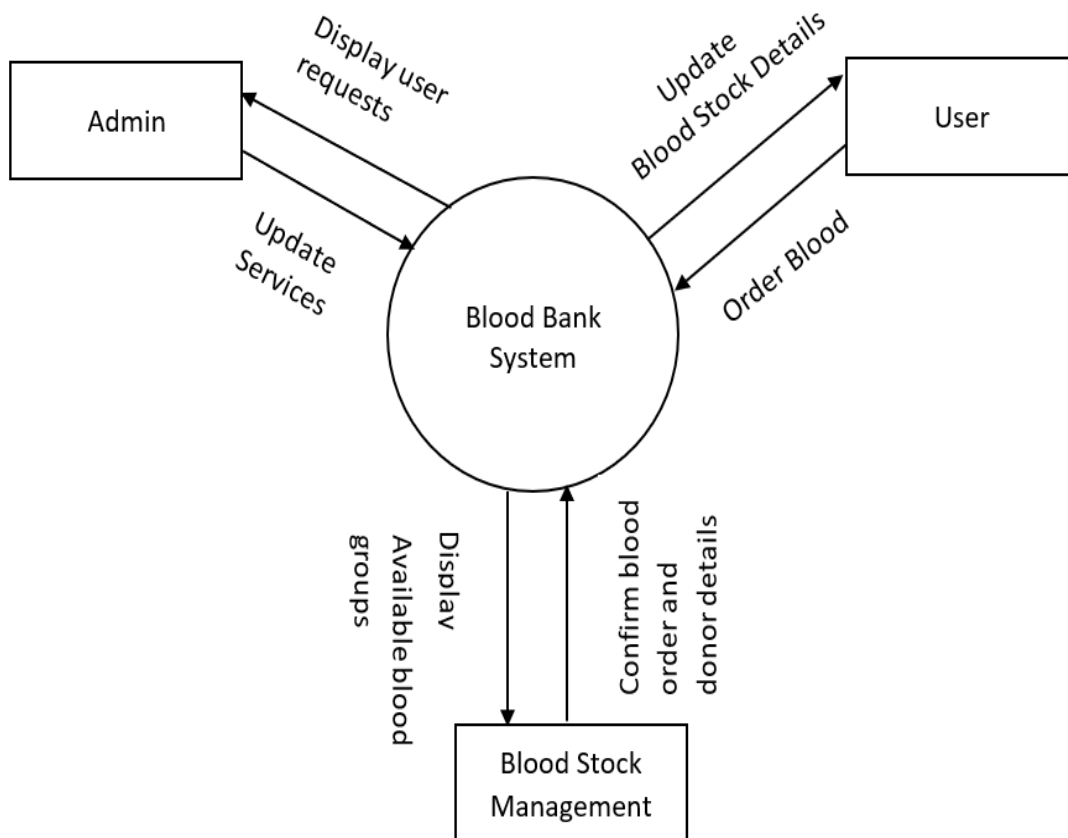 Display user
requests
Update
Blood Stock Details
Admin
User
Update
Services
Order Blood
Blood Bank
System
Display
Available blood
groups
Confirm blood
order and
donor details
Blood Stock
Management